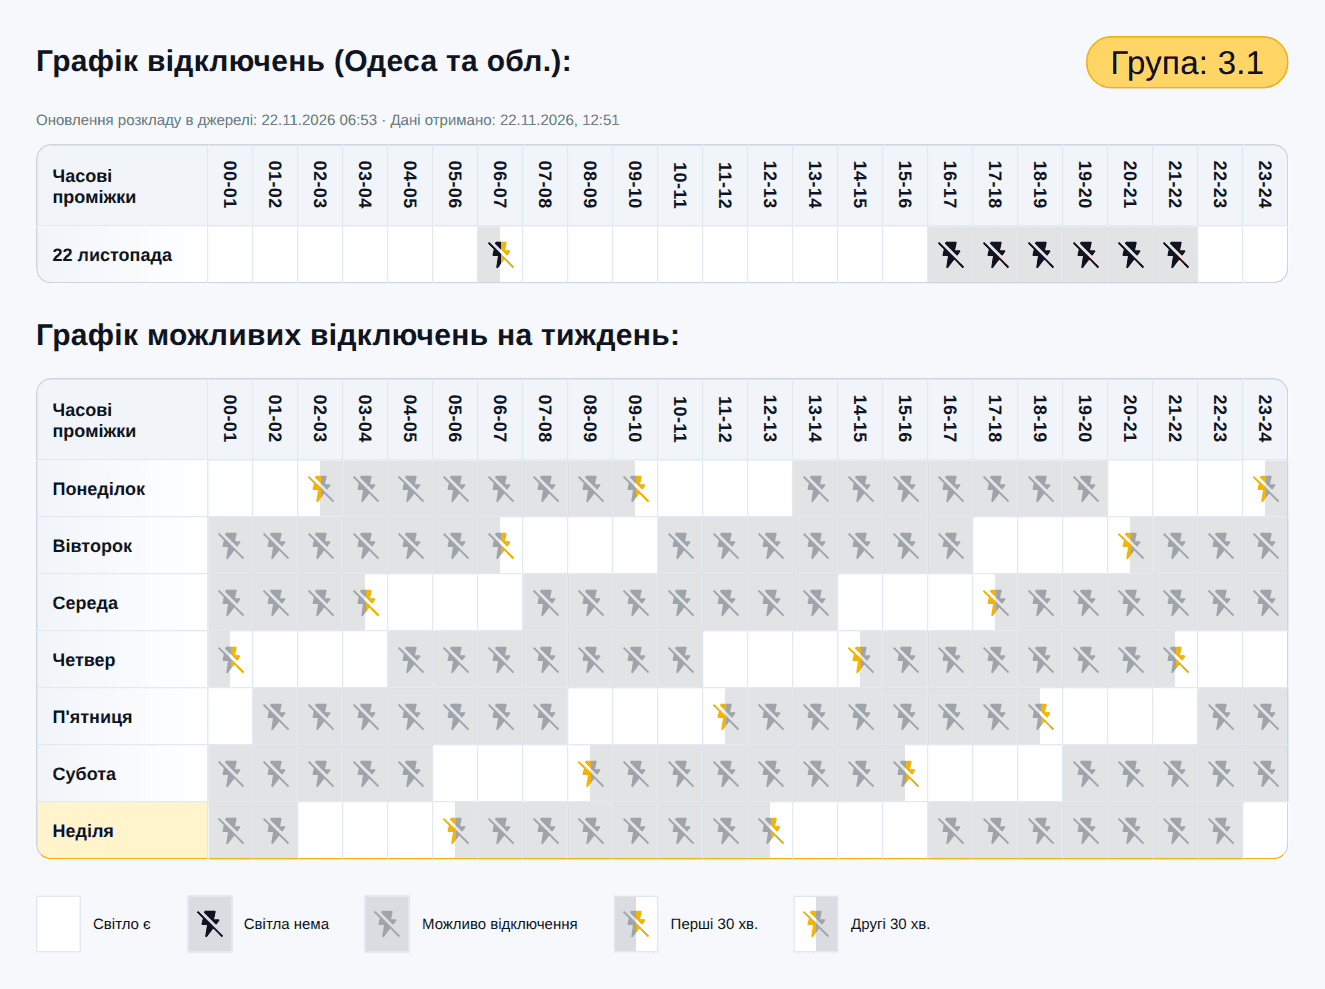 Графік відключень (Одеса та обл.):
Група: 3.1
Оновлення розкладу в джерелі: 22.11.2026 06:53 · Дані отримано: 22.11.2026, 12:51
Часові проміжки 00-01 01-02 02-03 03-04 04-05 05-06 06-07 07-08 08-09 09-10 10-11 11-12 12-13 13-14 14-15 15-16 16-17 17-18 18-19 19-20 20-21 21-22 22-23 23-24
22 листопада
Графік можливих відключень на тиждень:
Часові проміжки 00-01 01-02 02-03 03-04 04-05 05-06 06-07 07-08 08-09 09-10 10-11 11-12 12-13 13-14 14-15 15-16 16-17 17-18 18-19 19-20 20-21 21-22 22-23 23-24
Понеділок
Вівторок
Середа
Четвер
П'ятниця
Субота
Неділя
Світло є Світла нема Можливо відключення Перші 30 хв. Другі 30 хв.